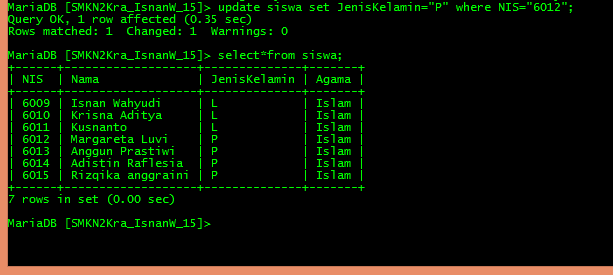 MariaDB [SMKN2Kra_IsnanW_15]> update siswa set JenisKelamin="P" where NIS="6012";
Query OK, 1 row affected (0.35 sec)
Rows matched: 1  Changed: 1  Warnings: 0
MariaDB [SMKN2Kra_IsnanW_15]> select*from siswa;
+------+------------------+--------------+-------+
| NIS  | Nama             | JenisKelamin | Agama |
+------+------------------+--------------+-------+
| 6009 | Isnan Wahyudi    | L            | Islam |
| 6010 | Krisna Aditya    | L            | Islam |
| 6011 | Kusnanto         | L            | Islam |
| 6012 | Margareta Luvi   | P            | Islam |
| 6013 | Anggun Prastiwi  | P            | Islam |
| 6014 | Adistin Raflesia | P            | Islam |
| 6015 | Rizqika anggraini | P            | Islam |
+------+------------------+--------------+-------+
7 rows in set (0.00 sec)
MariaDB [SMKN2Kra_IsnanW_15]>